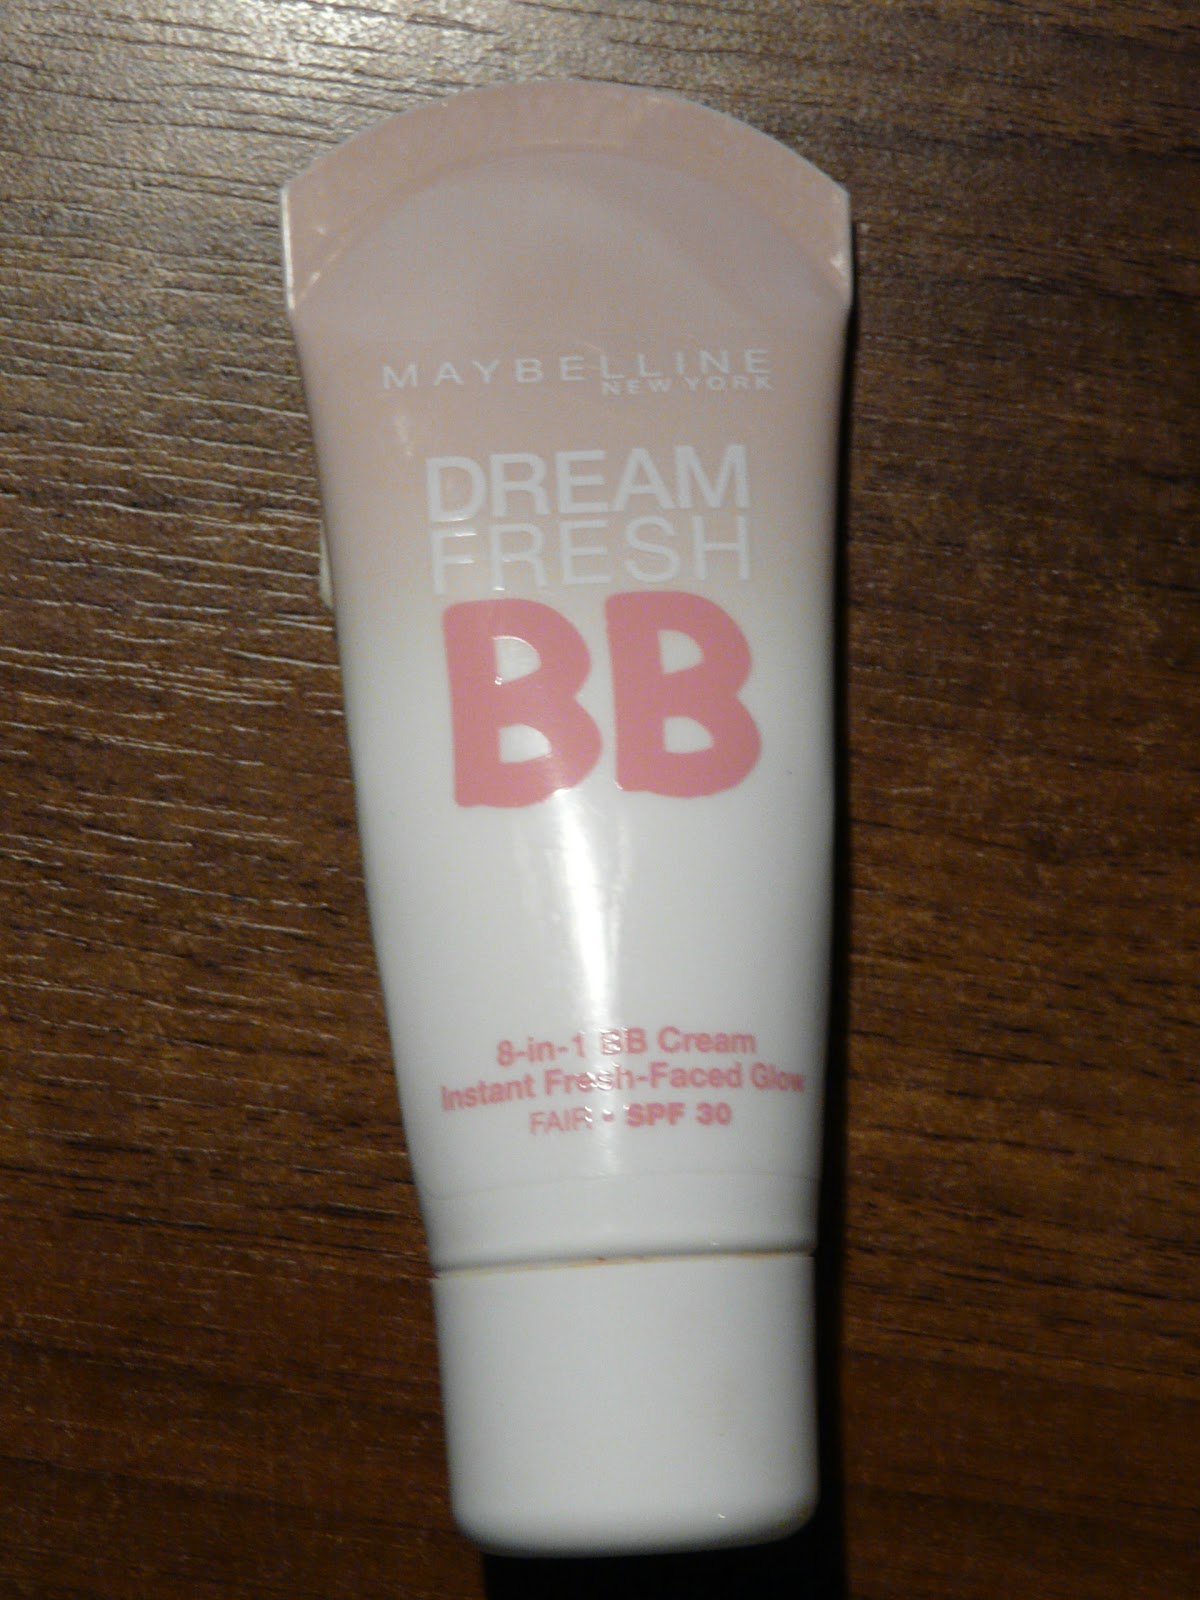 MAYBELLINE
NEW YORK
DREAM
FRESH
BB
8-in-1 BB Cream
Instant Fresh-Faced Glow
FAIR • SPF 30